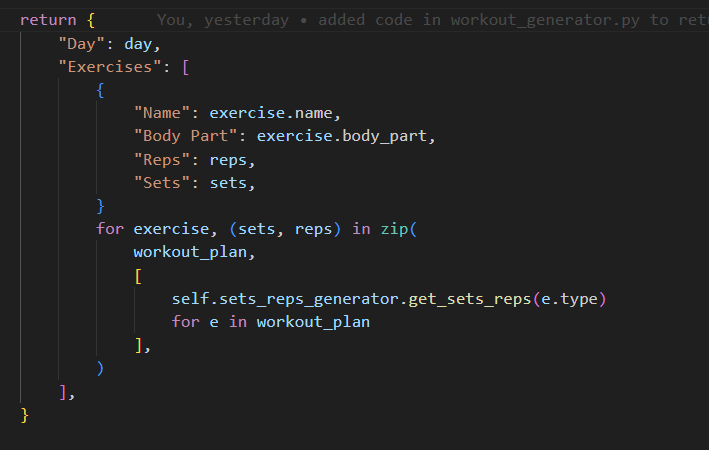 return {        You, yesterday • added code in workout_generator.py to
    "Day": day,
    "Exercises": [
        {
            "Name": exercise.name,
            "Body Part": exercise.body_part,
            "Reps": reps,
            "Sets": sets,
        }
        for exercise, (sets, reps) in zip(
            workout_plan,
            [
                self.sets_reps_generator.get_sets_reps(e.type)
                for e in workout_plan
            ],
        )
    ],
}